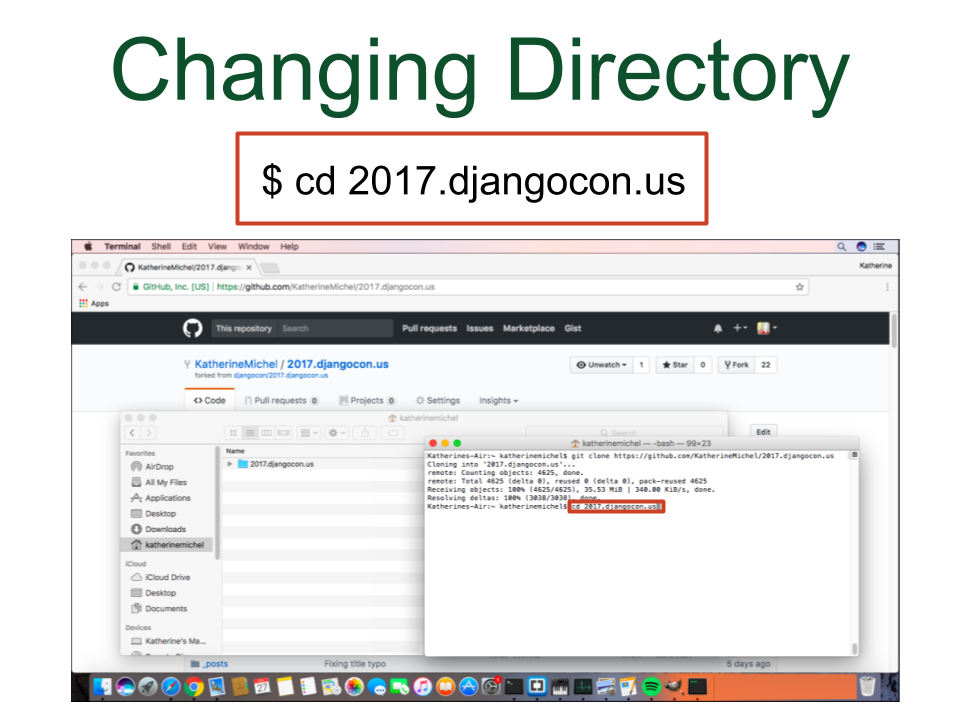 Changing Directory
$ cd 2017.djangocon.us
Terminal Shell Edit View Window Help
KatherineMichel/2017.djang
Katherine
GitHub, Inc. [US] | https://github.com/KatherineMichel/2017.djangocon.us
Apps
This repository Search Pull requests Issues Marketplace Gist
KatherineMichel / 2017.djangocon.us
Unwatch 1 Star 0 Fork 22
forked from djangocon/2017.djangocon.us
Code Pull requests 0 Projects 0 Settings Insights
katherinemichel
Search
Edit
Favorites
AirDrop
All My Files
Applications
Desktop
Downloads
katherinemichel
iCloud
iCloud Drive
Desktop
Documents
Devices
Katherine's Ma...
Name
2017.djangocon.us
katherinemichel — -bash — 99×23
Katherines-Air:~ katherinemichel$ git clone https://github.com/KatherineMichel/2017.djangocon.us
Cloning into '2017.djangocon.us'...
remote: Counting objects: 4625, done.
remote: Total 4625 (delta 0), reused 0 (delta 0), pack-reused 4625
Receiving objects: 100% (4625/4625), 35.53 MiB | 340.00 KiB/s, done.
Resolving deltas: 100% (3038/3038), done.
Katherines-Air:~ katherinemichel$ cd 2017.djangocon.us
_posts Fixing title typo 5 days ago
27